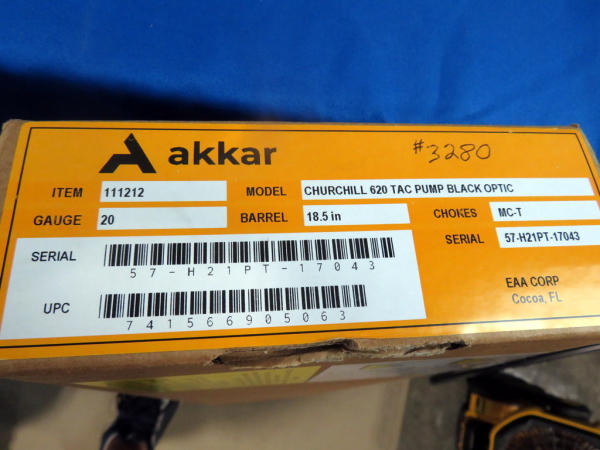 akkar #3280
ITEM 111212 MODEL CHURCHILL 620 TAC PUMP BLACK OPTIC
GAUGE 20 BARREL 18.5 in CHOKES MC-T
SERIAL 57-H21PT-17043 SERIAL 57-H21PT-17043
UPC 741566905063
EAA CORP
Cocoa, FL